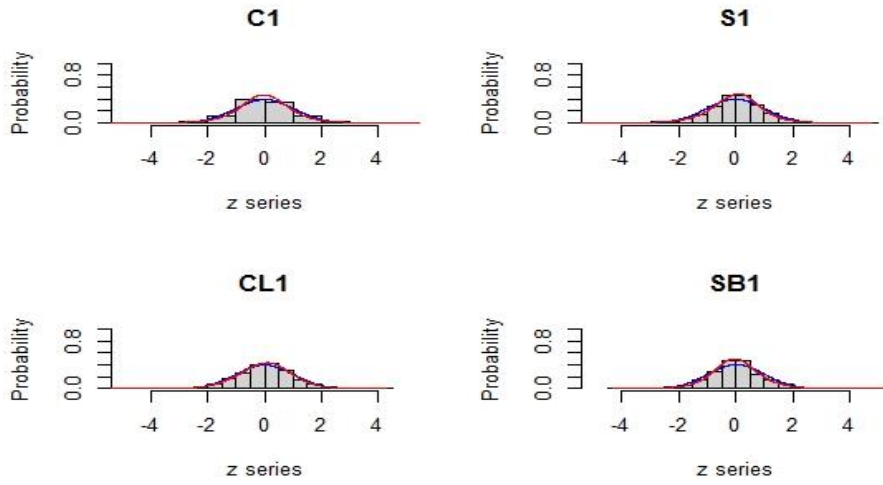 C1
Probability
0.0 0.8
-4 -2 0 2 4
z series
S1
Probability
0.0 0.8
-4 -2 0 2 4
z series
CL1
Probability
0.0 0.8
-4 -2 0 2 4
z series
SB1
Probability
0.0 0.8
-4 -2 0 2 4
z series